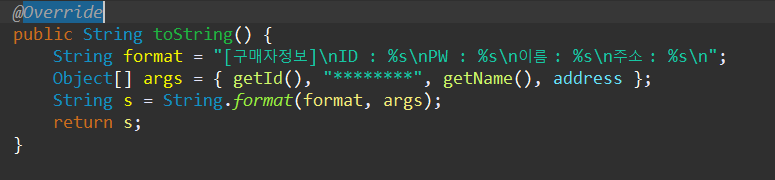 @Override
public String toString() {
    String format = "[구매자정보]\nID : %s\nPW : %s\n이름 : %s\n주소 : %s\n";
    Object[] args = { getId(), "********", getName(), address };
    String s = String.format(format, args);
    return s;
}